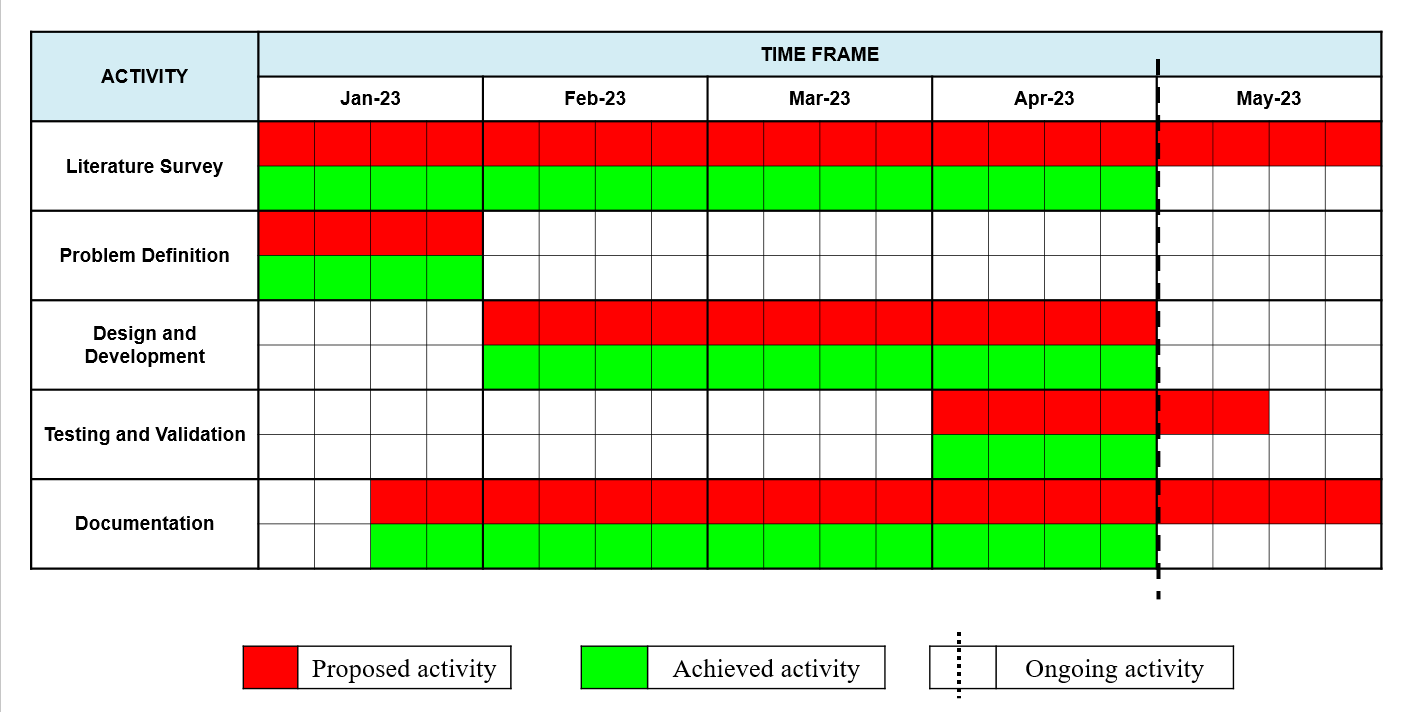 ACTIVITY
TIME FRAME
Jan-23
Feb-23
Mar-23
Apr-23
May-23
Literature Survey
Problem Definition
Design and
Development
Testing and Validation
Documentation
Proposed activity
Achieved activity
Ongoing activity